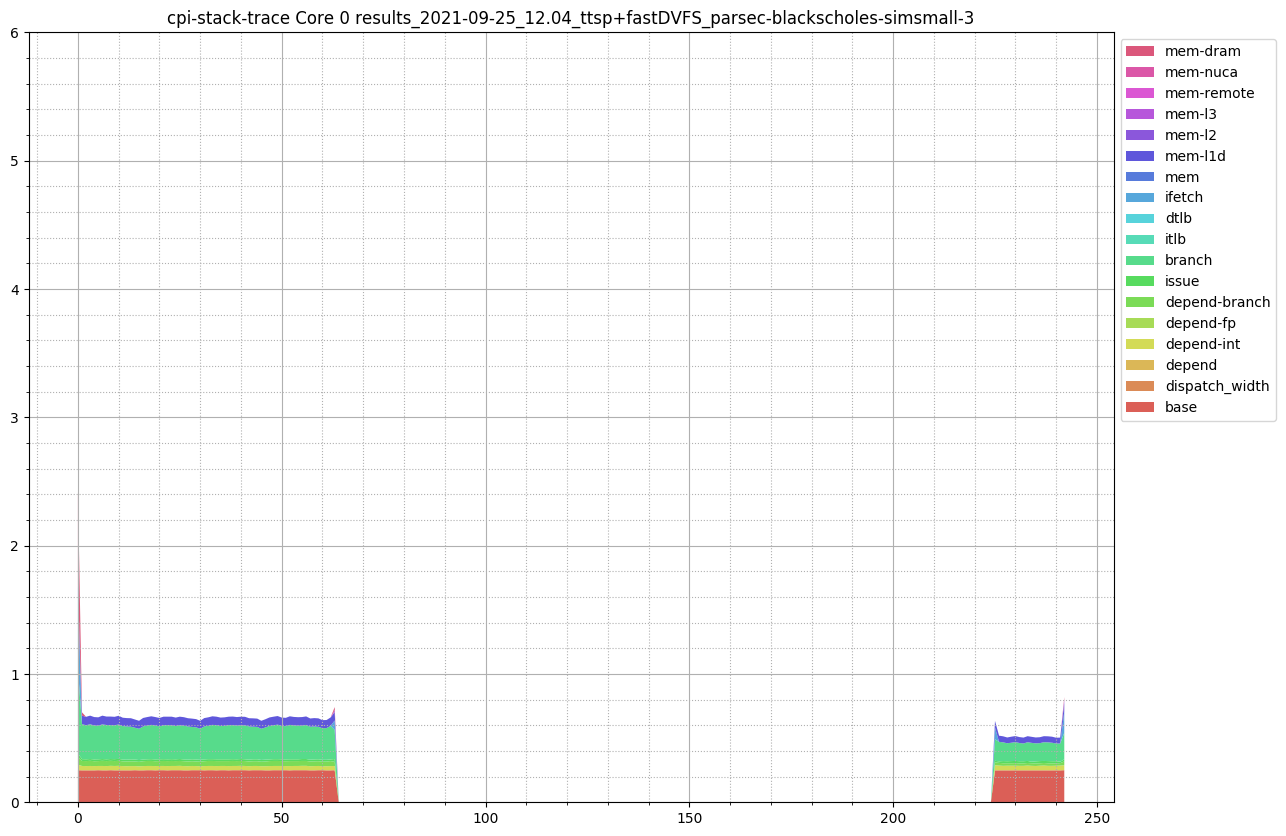 cpi-stack-trace Core 0 results_2021-09-25_12.04_ttsp+fastDVFS_parsec-blackscholes-simsmall-3
6
5
4
3
2
1
0
0 50 100 150 200 250
mem-dram
mem-nuca
mem-remote
mem-l3
mem-l2
mem-l1d
mem
ifetch
dtlb
itlb
branch
issue
depend-branch
depend-fp
depend-int
depend
dispatch_width
base